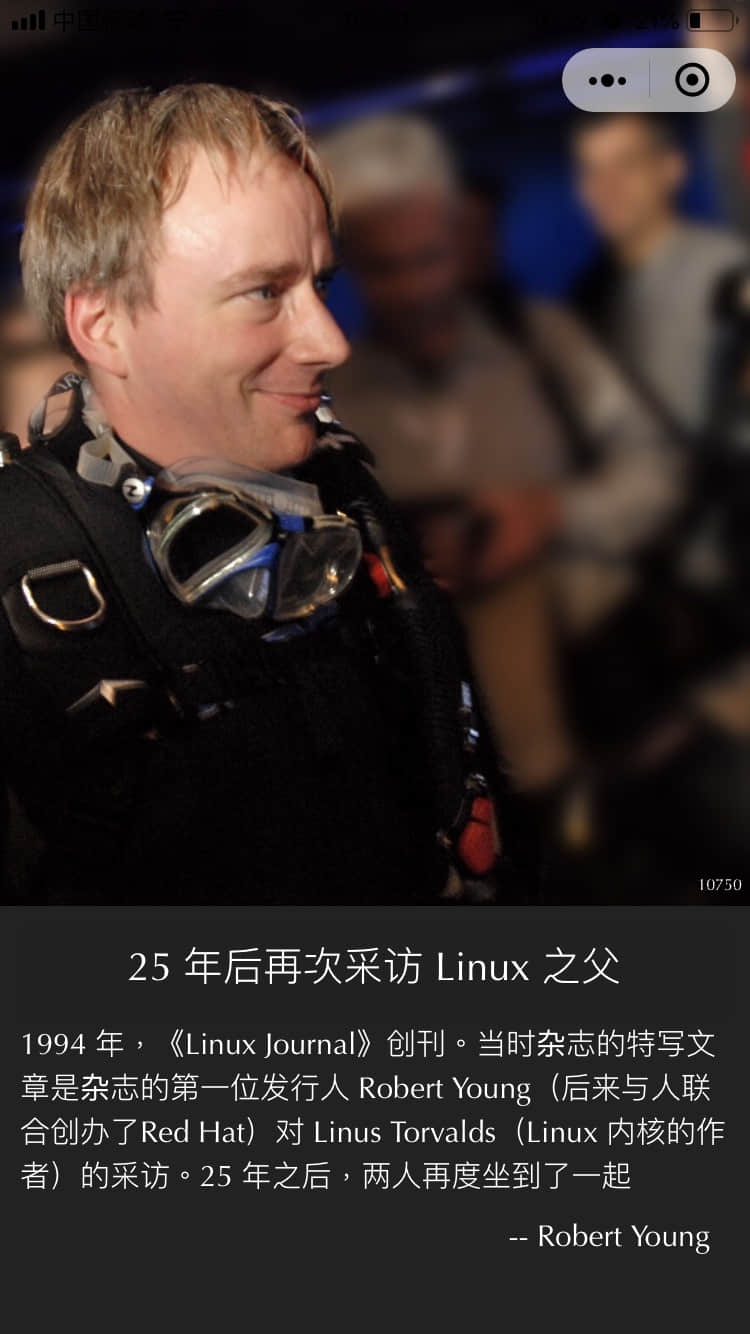 中国
21%
10750
25 年后再次采访 Linux 之父
1994 年，《Linux Journal》创刊。当时杂志的特写文
章是杂志的第一位发行人 Robert Young（后来与人联
合创办了Red Hat）对 Linus Torvalds（Linux 内核的作
者）的采访。25 年之后，两人再度坐到了一起
-- Robert Young